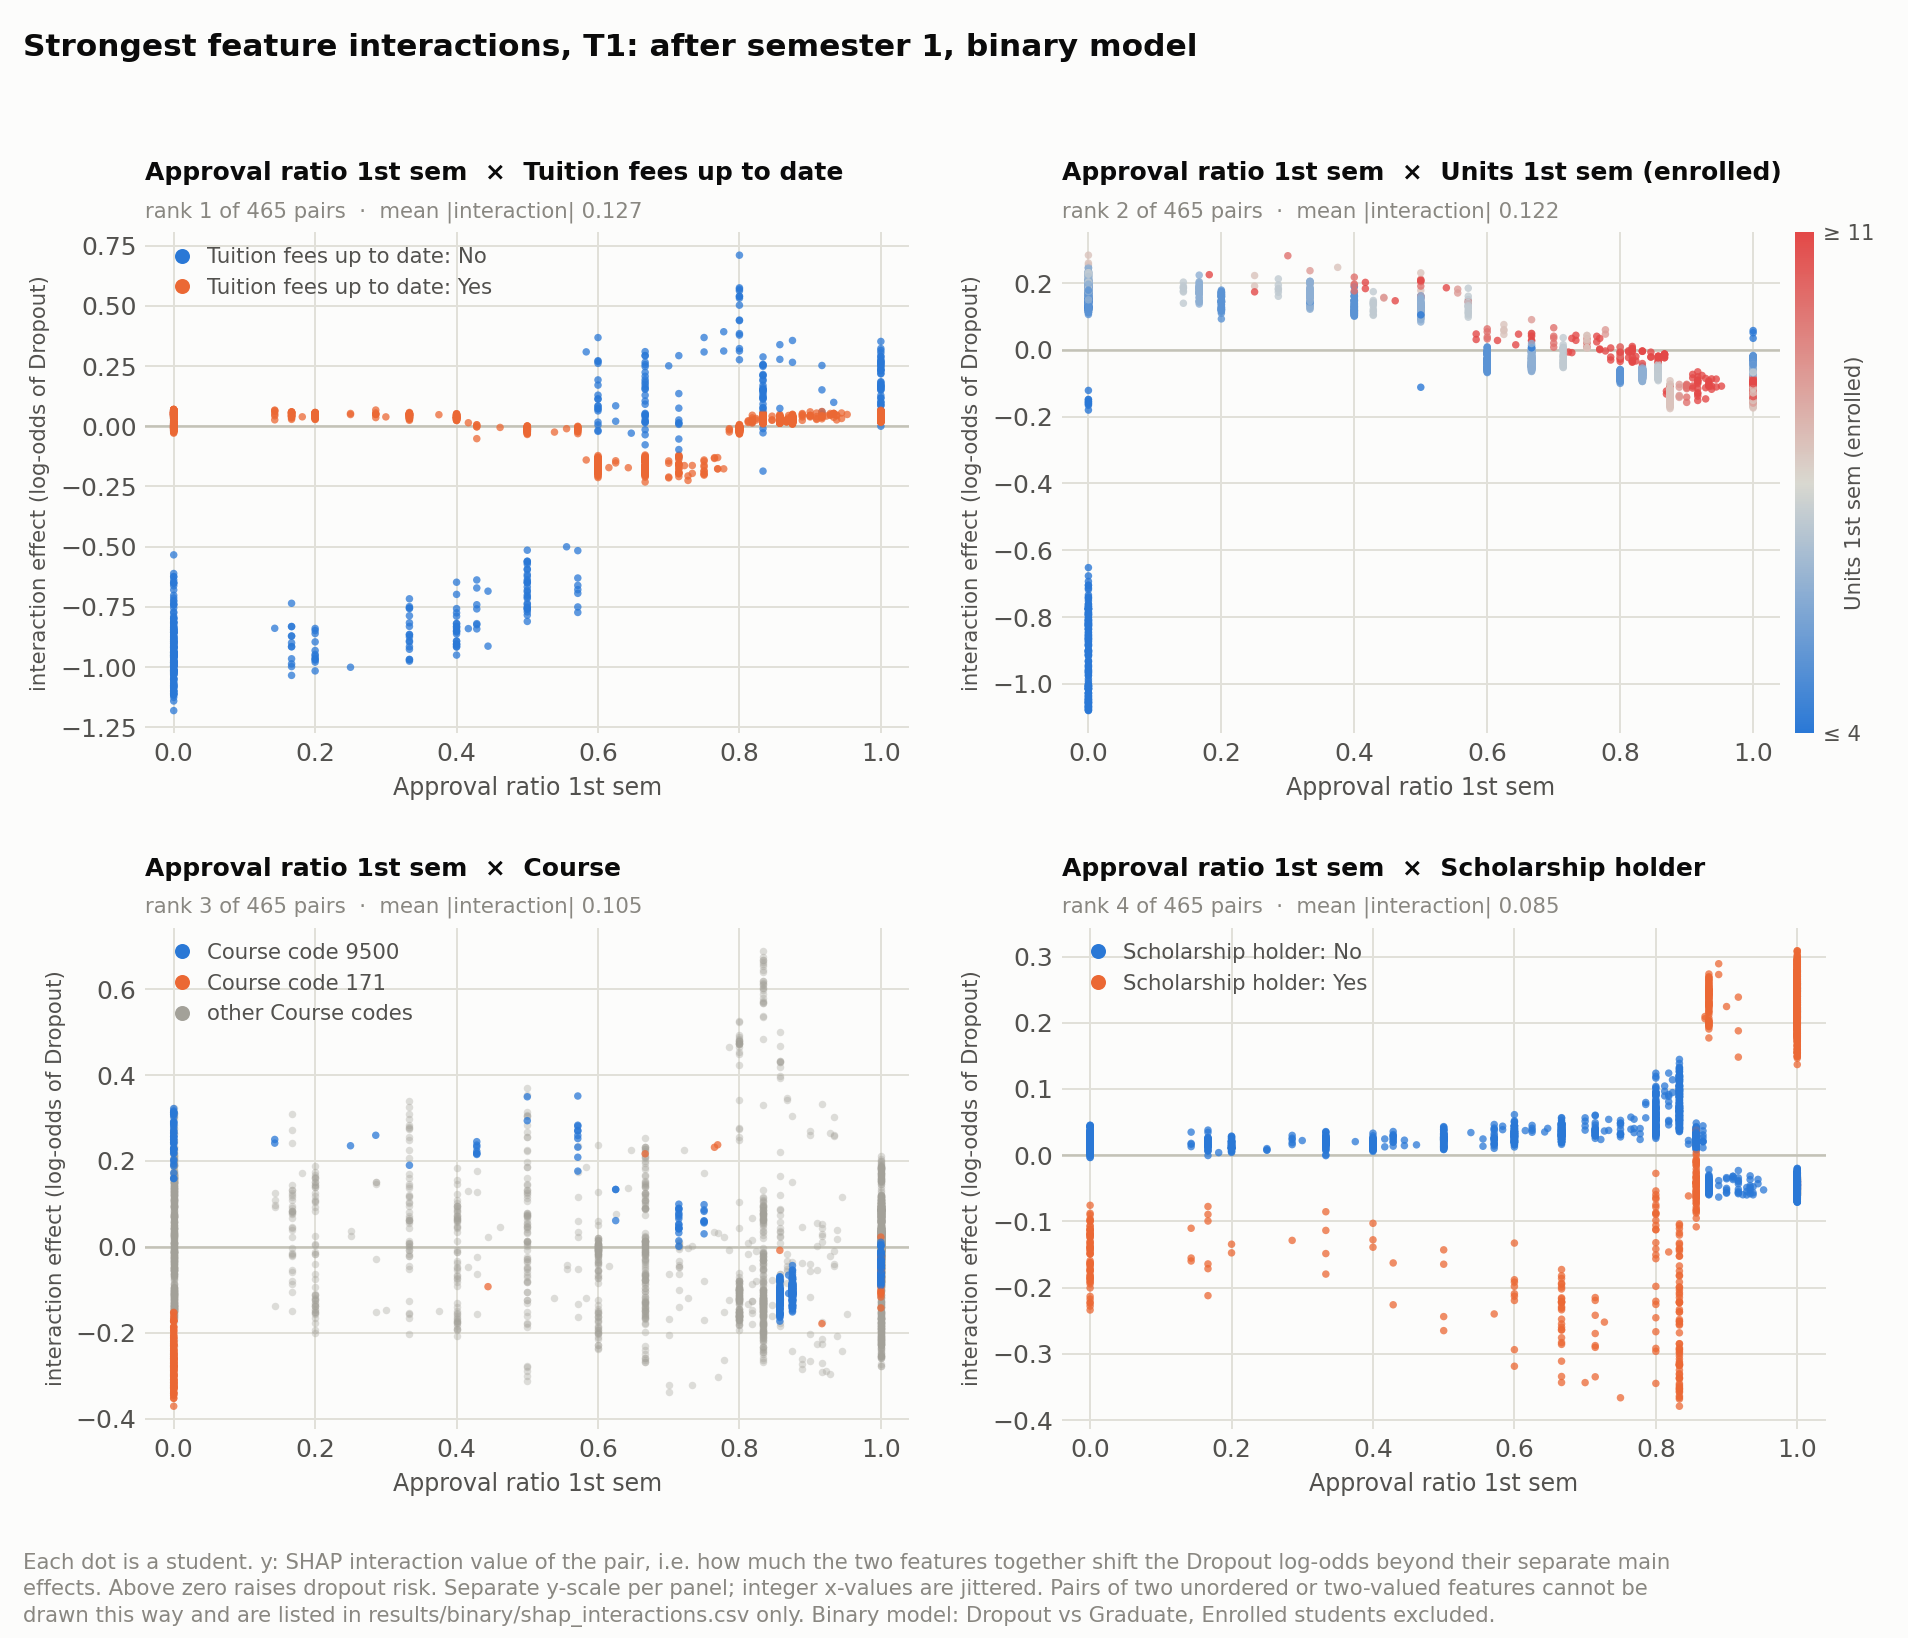 Strongest feature interactions, T1: after semester 1, binary model
Approval ratio 1st sem × Tuition fees up to date
rank 1 of 465 pairs · mean |interaction| 0.127
Tuition fees up to date: No
Tuition fees up to date: Yes
interaction effect (log-odds of Dropout)
0.75
0.50
0.25
0.00
−0.25
−0.50
−0.75
−1.00
−1.25
0.0 0.2 0.4 0.6 0.8 1.0
Approval ratio 1st sem
Approval ratio 1st sem × Units 1st sem (enrolled)
rank 2 of 465 pairs · mean |interaction| 0.122
interaction effect (log-odds of Dropout)
0.2
0.0
−0.2
−0.4
−0.6
−0.8
−1.0
0.0 0.2 0.4 0.6 0.8 1.0
Approval ratio 1st sem
≥ 11
Units 1st sem (enrolled)
≤ 4
Approval ratio 1st sem × Course
rank 3 of 465 pairs · mean |interaction| 0.105
Course code 9500
Course code 171
other Course codes
interaction effect (log-odds of Dropout)
0.6
0.4
0.2
0.0
−0.2
−0.4
0.0 0.2 0.4 0.6 0.8 1.0
Approval ratio 1st sem
Approval ratio 1st sem × Scholarship holder
rank 4 of 465 pairs · mean |interaction| 0.085
Scholarship holder: No
Scholarship holder: Yes
interaction effect (log-odds of Dropout)
0.3
0.2
0.1
0.0
−0.1
−0.2
−0.3
−0.4
0.0 0.2 0.4 0.6 0.8 1.0
Approval ratio 1st sem
Each dot is a student. y: SHAP interaction value of the pair, i.e. how much the two features together shift the Dropout log-odds beyond their separate main
effects. Above zero raises dropout risk. Separate y-scale per panel; integer x-values are jittered. Pairs of two unordered or two-valued features cannot be
drawn this way and are listed in results/binary/shap_interactions.csv only. Binary model: Dropout vs Graduate, Enrolled students excluded.